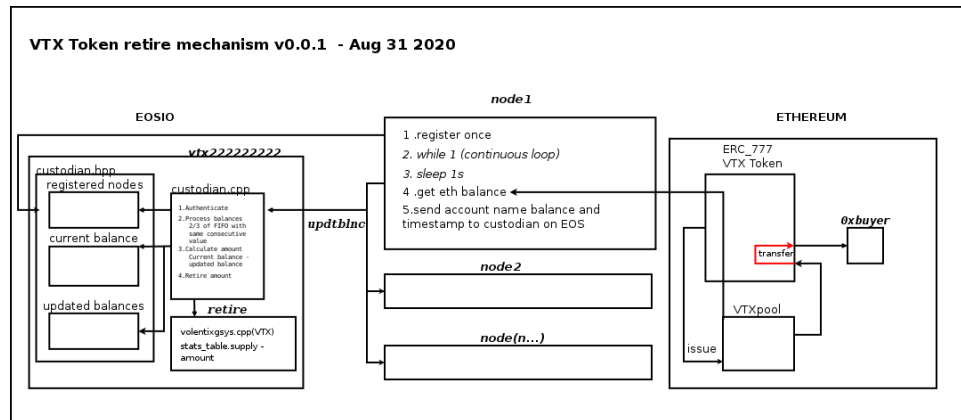 VTX Token retire mechanism v0.0.1 - Aug 31 2020
node1
EOSIO
ETHEREUM
1 .register once
2. while 1 (continuous loop)
3. sleep 1s
4 .get eth balance
5.send account name balance and
timestamp to custodian on EOS
vtx222222222
custodian.hpp
registered nodes
current balance
updated balances
custodian.cpp
1.Authenticate
2.Process balances
2/3 of FIFO with
same consecutive
value
3.Calculate amount
Current balance -
updated balance
4.Retire amount
retire
volentixgsys.cpp(VTX)
stats_table.supply -
amount
updtblnc
node2
node(n...)
ERC_777
VTX Token
transfer
0xbuyer
VTXpool
issue